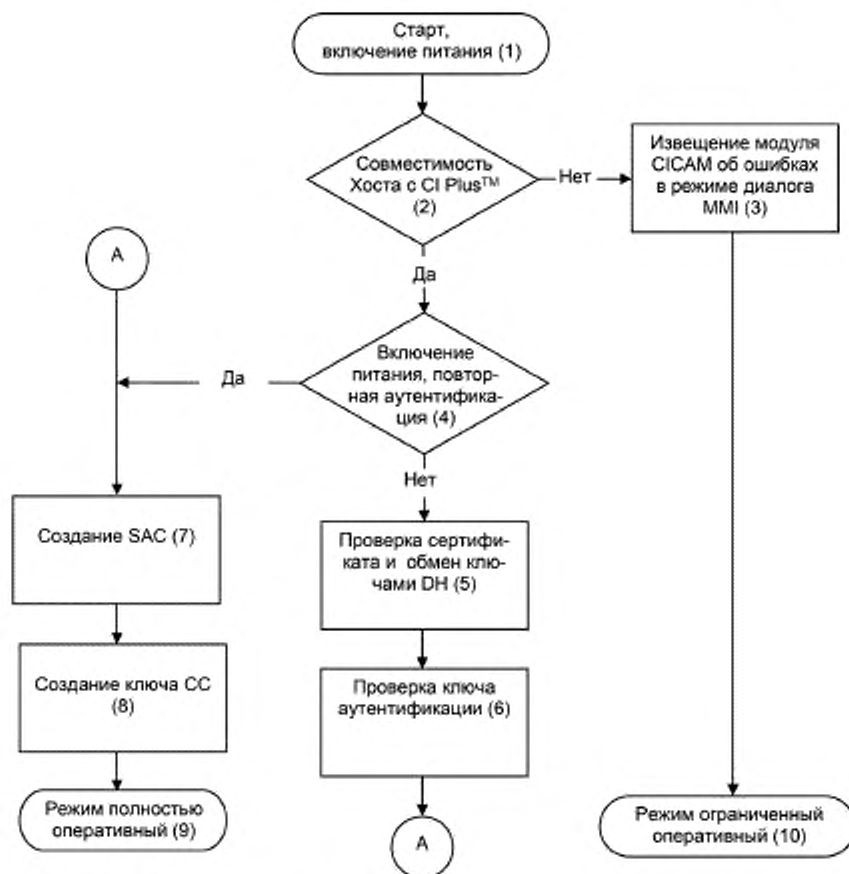 Старт,
включение питания (1)
Совместимость
Хоста с CI Plus™
(2)
Нет
Извещение модуля
CICAM об ошибках
в режиме диалога
MMI (3)
A
Да
Включение
питания, повтор-
ная аутентифика-
ция (4)
Да
Нет
Создание SAC (7)
Проверка сертифи-
ката и обмен клю-
чами DH (5)
Создание ключа CC
(8)
Проверка ключа
аутентификации (6)
Режим полностью
оперативный (9)
A
Режим ограниченный
оперативный (10)